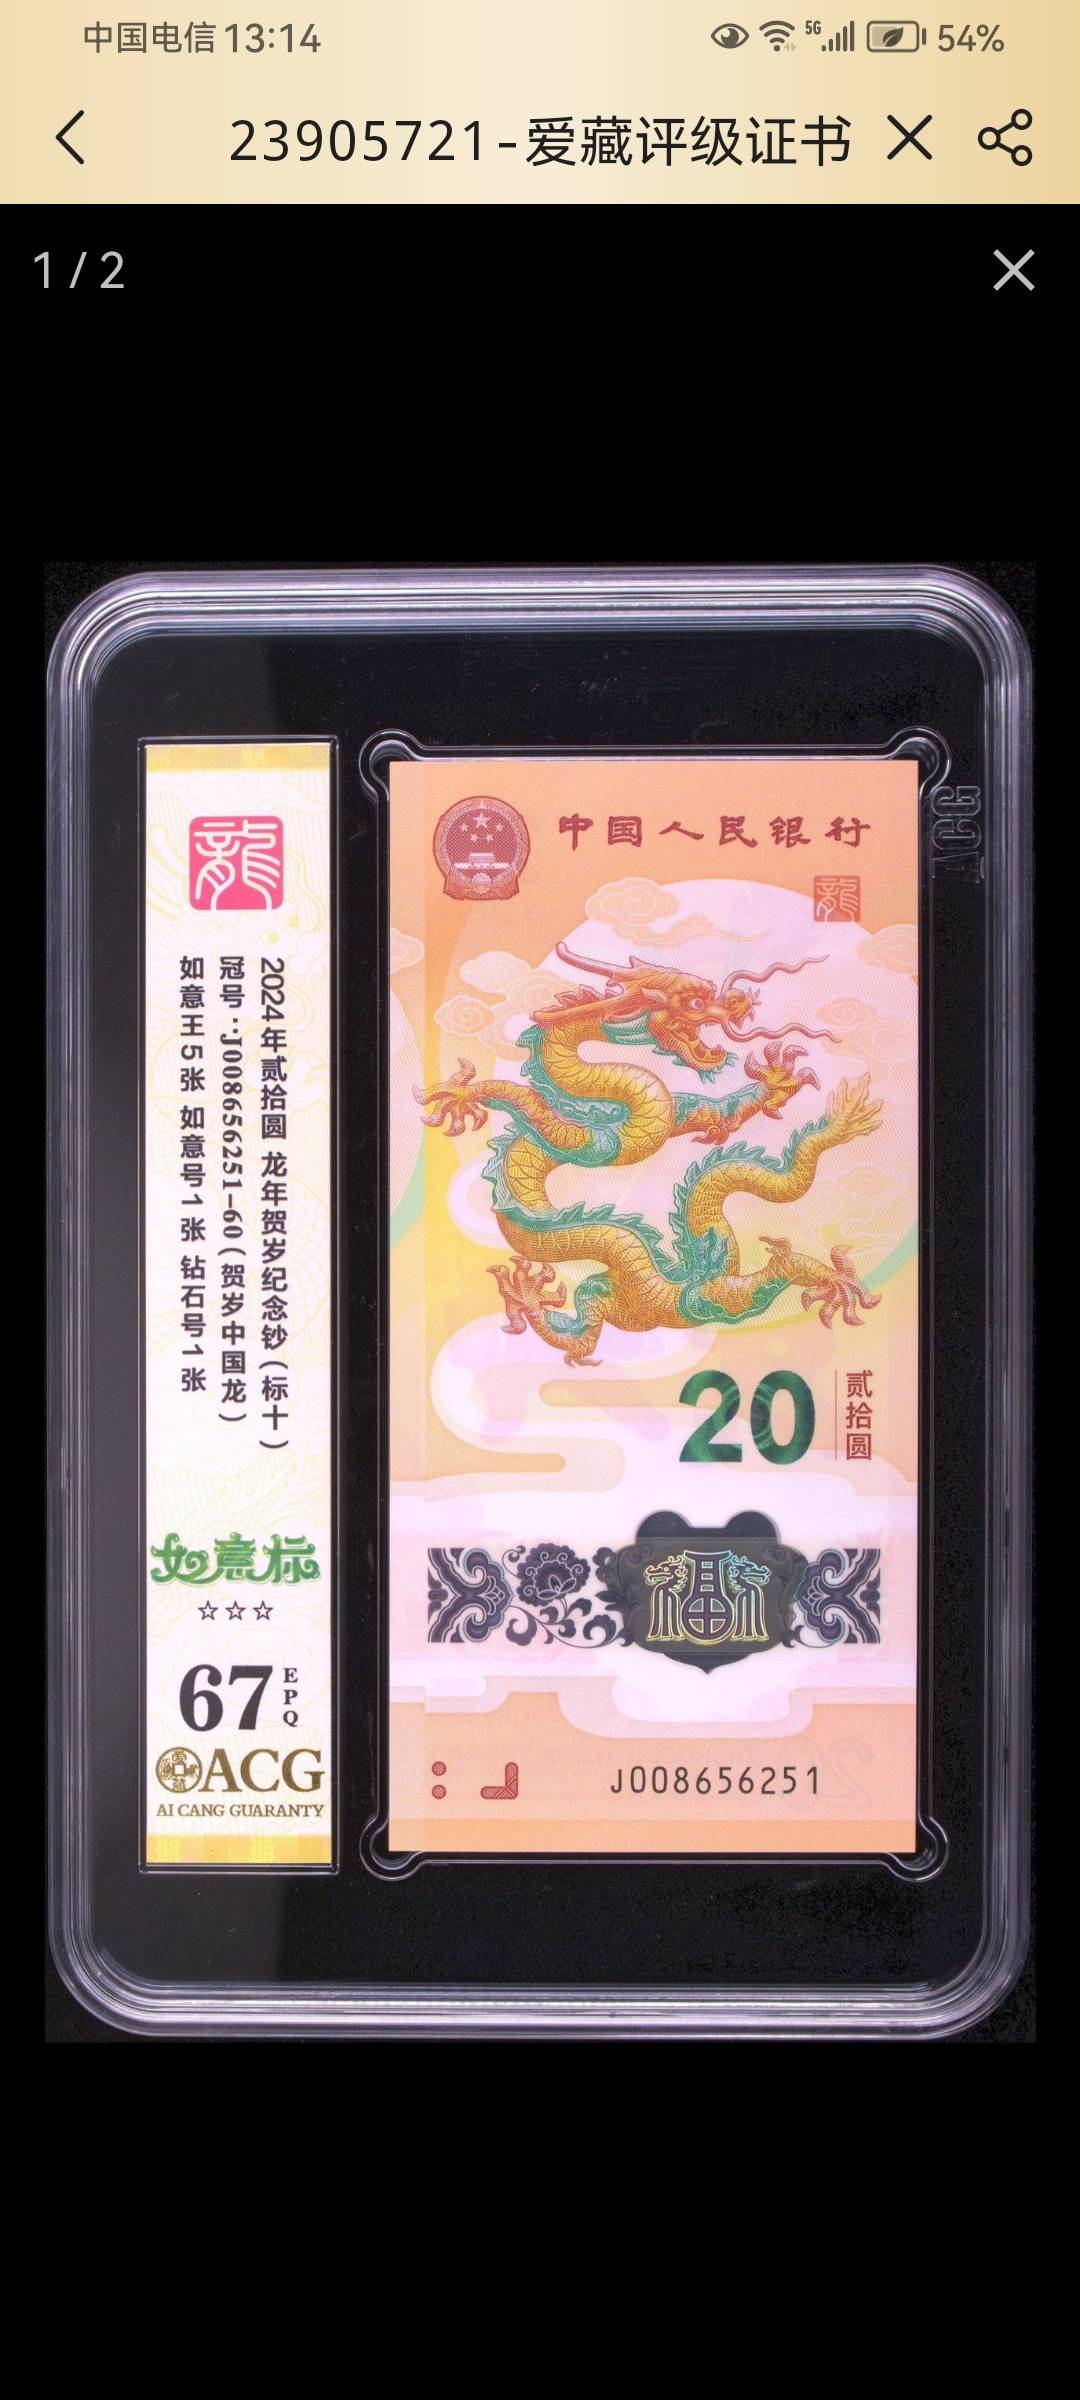 中国电信 13:14
5G
54%
23905721-爱藏评级证书
1 / 2
龍
2024年贰拾圆 龙年贺岁纪念钞(标十)
冠号:J008656251-60(贺岁中国龙)
如意王5张 如意号1张 钻石号1张
如意标
☆☆☆
67
EPQ
ACG
AI CANG GUARANTY
中国人民银行
龍
20
贰拾圆
福
J008656251
ACG